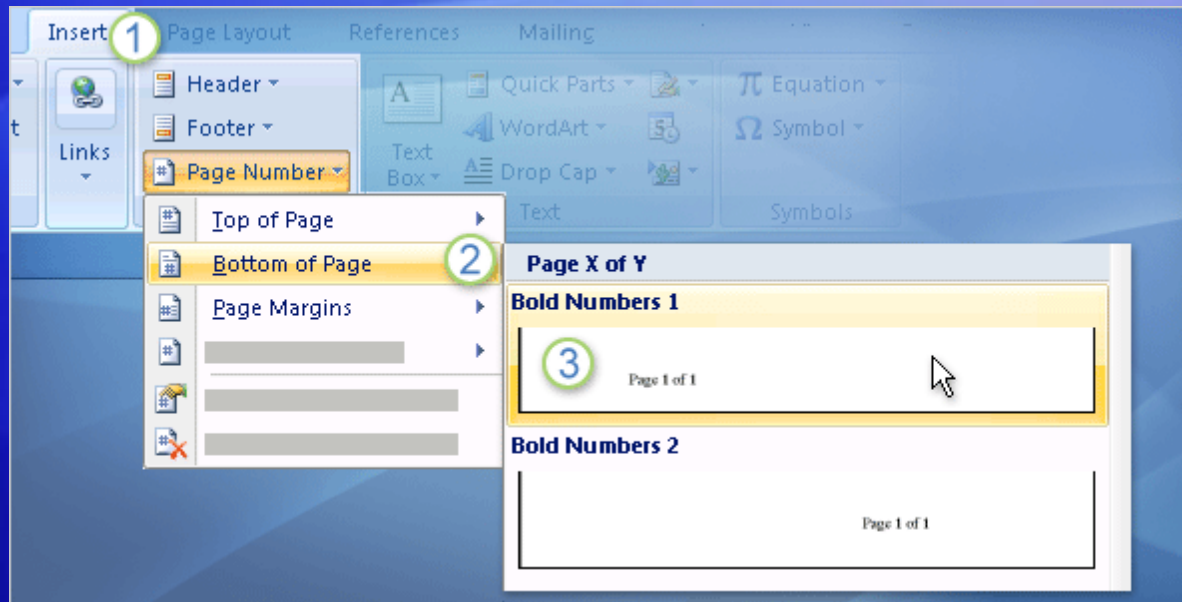 Insert 1 Page Layout References Mailing
Header Quick Parts π Equation
A
t Footer WordArt Ω Symbol
Links Text Box
Page Number Drop Cap
Top of Page Text Symbols
Bottom of Page 2 Page X of Y
Page Margins Bold Numbers 1
3 Page 1 of 1
Bold Numbers 2
Page 1 of 1